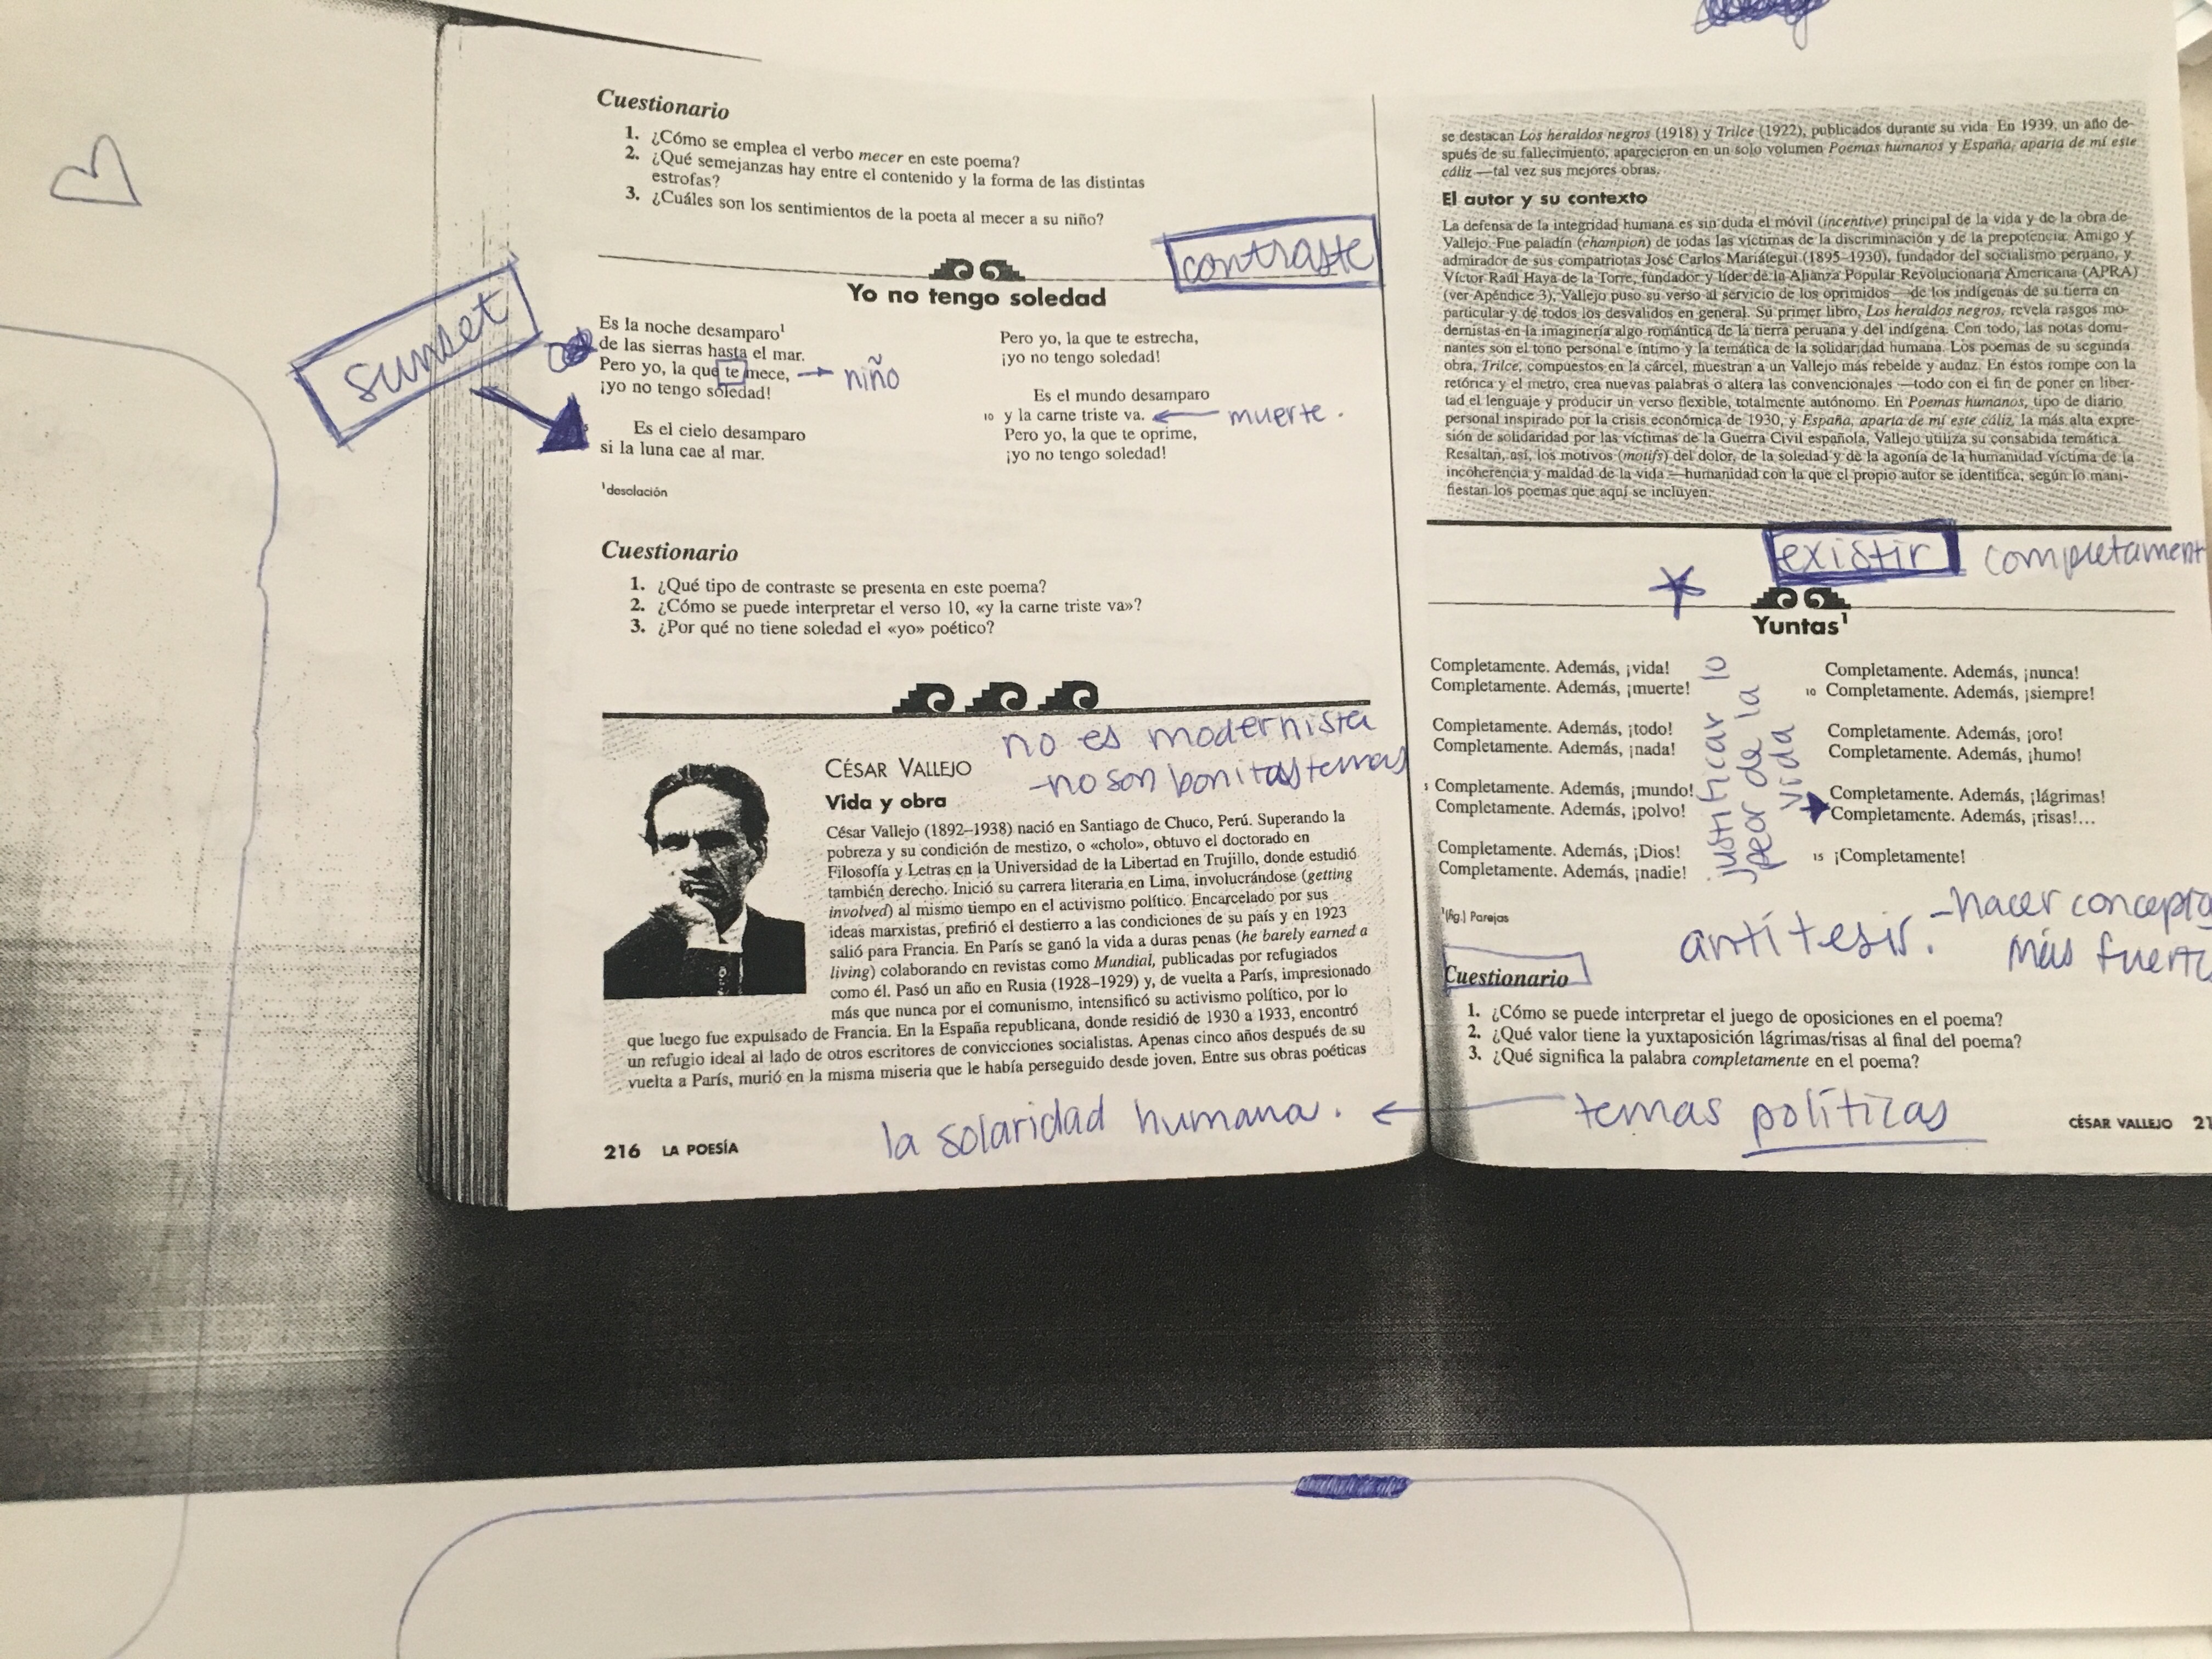 Cuestionario
1. ¿Cómo se emplea el verbo mecer en este poema?
2. ¿Qué semejanzas hay entre el contenido y la forma de las distintas
estrofas?
3. ¿Cuáles son los sentimientos de la poeta al mecer a su niño?
contraste
Yo no tengo soledad
sunset
Es la noche desamparo¹
de las sierras hasta el mar.
Pero yo, la que te mece, → niño
¡yo no tengo soledad!
Es el cielo desamparo
si la luna cae al mar.
Pero yo, la que te estrecha,
¡yo no tengo soledad!
Es el mundo desamparo
10 y la carne triste va. ← muerte.
Pero yo, la que te oprime,
¡yo no tengo soledad!
¹desolación
Cuestionario
1. ¿Qué tipo de contraste se presenta en este poema?
2. ¿Cómo se puede interpretar el verso 10, «y la carne triste va»?
3. ¿Por qué no tiene soledad el «yo» poético?
no es modernista
-no son bonitas temas
CÉSAR VALLEJO
Vida y obra
César Vallejo (1892–1938) nació en Santiago de Chuco, Perú. Superando la
pobreza y su condición de mestizo, o «cholo», obtuvo el doctorado en
Filosofía y Letras en la Universidad de la Libertad en Trujillo, donde estudió
también derecho. Inició su carrera literaria en Lima, involucrándose (getting
involved) al mismo tiempo en el activismo político. Encarcelado por sus
ideas marxistas, prefirió el destierro a las condiciones de su país y en 1923
salió para Francia. En París se ganó la vida a duras penas (he barely earned a
living) colaborando en revistas como Mundial, publicadas por refugiados
como él. Pasó un año en Rusia (1928–1929) y, de vuelta a París, impresionado
más que nunca por el comunismo, intensificó su activismo político, por lo
que luego fue expulsado de Francia. En la España republicana, donde residió de 1930 a 1933, encontró
un refugio ideal al lado de otros escritores de convicciones socialistas. Apenas cinco años después de su
vuelta a París, murió en la misma miseria que le había perseguido desde joven. Entre sus obras poéticas
216 LA POESÍA
la solaridad humana. ←
se destacan Los heraldos negros (1918) y Trilce (1922), publicados durante su vida. En 1939, un año de-
spués de su fallecimiento, aparecieron en un solo volumen Poemas humanos y España, aparta de mí este
cáliz—tal vez sus mejores obras.
El autor y su contexto
La defensa de la integridad humana es sin duda el móvil (incentive) principal de la vida y de la obra de
Vallejo. Fue paladín (champion) de todas las víctimas de la discriminación y de la prepotencia. Amigo y
admirador de sus compatriotas José Carlos Mariátegui (1895–1930), fundador del socialismo peruano, y
Víctor Raúl Haya de la Torre, fundador y líder de la Alianza Popular Revolucionaria Americana (APRA)
(ver Apéndice 3), Vallejo puso su verso al servicio de los oprimidos—de los indígenas de su tierra en
particular y de todos los desvalidos en general. Su primer libro, Los heraldos negros, revela rasgos mo-
dernistas en la imaginería algo romántica de la tierra peruana y del indígena. Con todo, las notas domi-
nantes son el tono personal e íntimo y la temática de la solidaridad humana. Los poemas de su segunda
obra, Trilce, compuestos en la cárcel, muestran a un Vallejo más rebelde y audaz. En éstos rompe con la
retórica y el metro, crea nuevas palabras o altera las convencionales—todo con el fin de poner en liber-
tad el lenguaje y producir un verso flexible, totalmente autónomo. En Poemas humanos, tipo de diario
personal inspirado por la crisis económica de 1930, y España, aparta de mí este cáliz, la más alta expre-
sión de solidaridad por las víctimas de la Guerra Civil española, Vallejo utiliza su consabida temática.
Resaltan, así, los motivos (motifs) del dolor, de la soledad y de la agonía de la humanidad víctima de la
incoherencia y maldad de la vida—humanidad con la que el propio autor se identifica, según lo mani-
fiestan los poemas que aquí se incluyen.
existir completament
Yuntas¹
Completamente. Además, ¡vida!
Completamente. Además, ¡muerte!
Completamente. Además, ¡todo!
Completamente. Además, ¡nada!
Completamente. Además, ¡mundo!
Completamente. Además, ¡polvo!
Completamente. Además, ¡Dios!
Completamente. Además, ¡nadie!
justificar lo
peor de la
vida
Completamente. Además, ¡nunca!
10 Completamente. Además, ¡siempre!
Completamente. Además, ¡oro!
Completamente. Además, ¡humo!
Completamente. Además, ¡lágrimas!
Completamente. Además, ¡risas!...
15 ¡Completamente!
¹(fig.) Parejas
antítesir. -hacer concepto
más fuerte
Cuestionario
1. ¿Cómo se puede interpretar el juego de oposiciones en el poema?
2. ¿Qué valor tiene la yuxtaposición lágrimas/risas al final del poema?
3. ¿Qué significa la palabra completamente en el poema?
temas políticas
CÉSAR VALLEJO 21